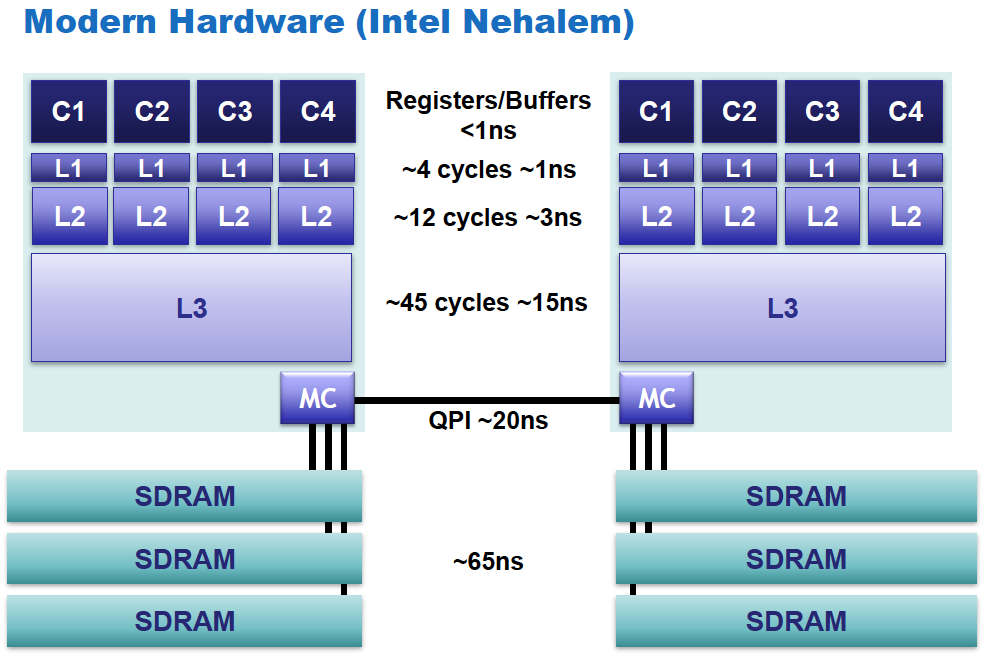 Modern Hardware (Intel Nehalem)
C1 C2 C3 C4 Registers/Buffers C1 C2 C3 C4
<1ns
L1 L1 L1 L1 ~4 cycles ~1ns L1 L1 L1 L1
L2 L2 L2 L2 ~12 cycles ~3ns L2 L2 L2 L2
L3 ~45 cycles ~15ns L3
MC MC
QPI ~20ns
SDRAM SDRAM
SDRAM ~65ns SDRAM
SDRAM SDRAM